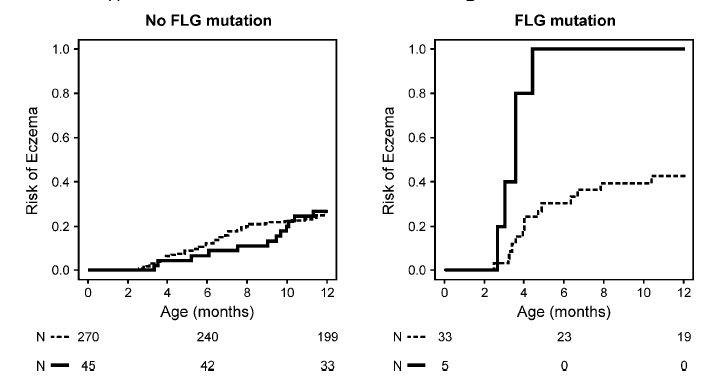 No FLG mutation
FLG mutation
Risk of Eczema
1.0
0.8
0.6
0.4
0.2
0.0
0 2 4 6 8 10 12
Age (months)
N 270 240 199
N 45 42 33
Risk of Eczema
1.0
0.8
0.6
0.4
0.2
0.0
0 2 4 6 8 10 12
Age (months)
N 33 23 19
N 5 0 0